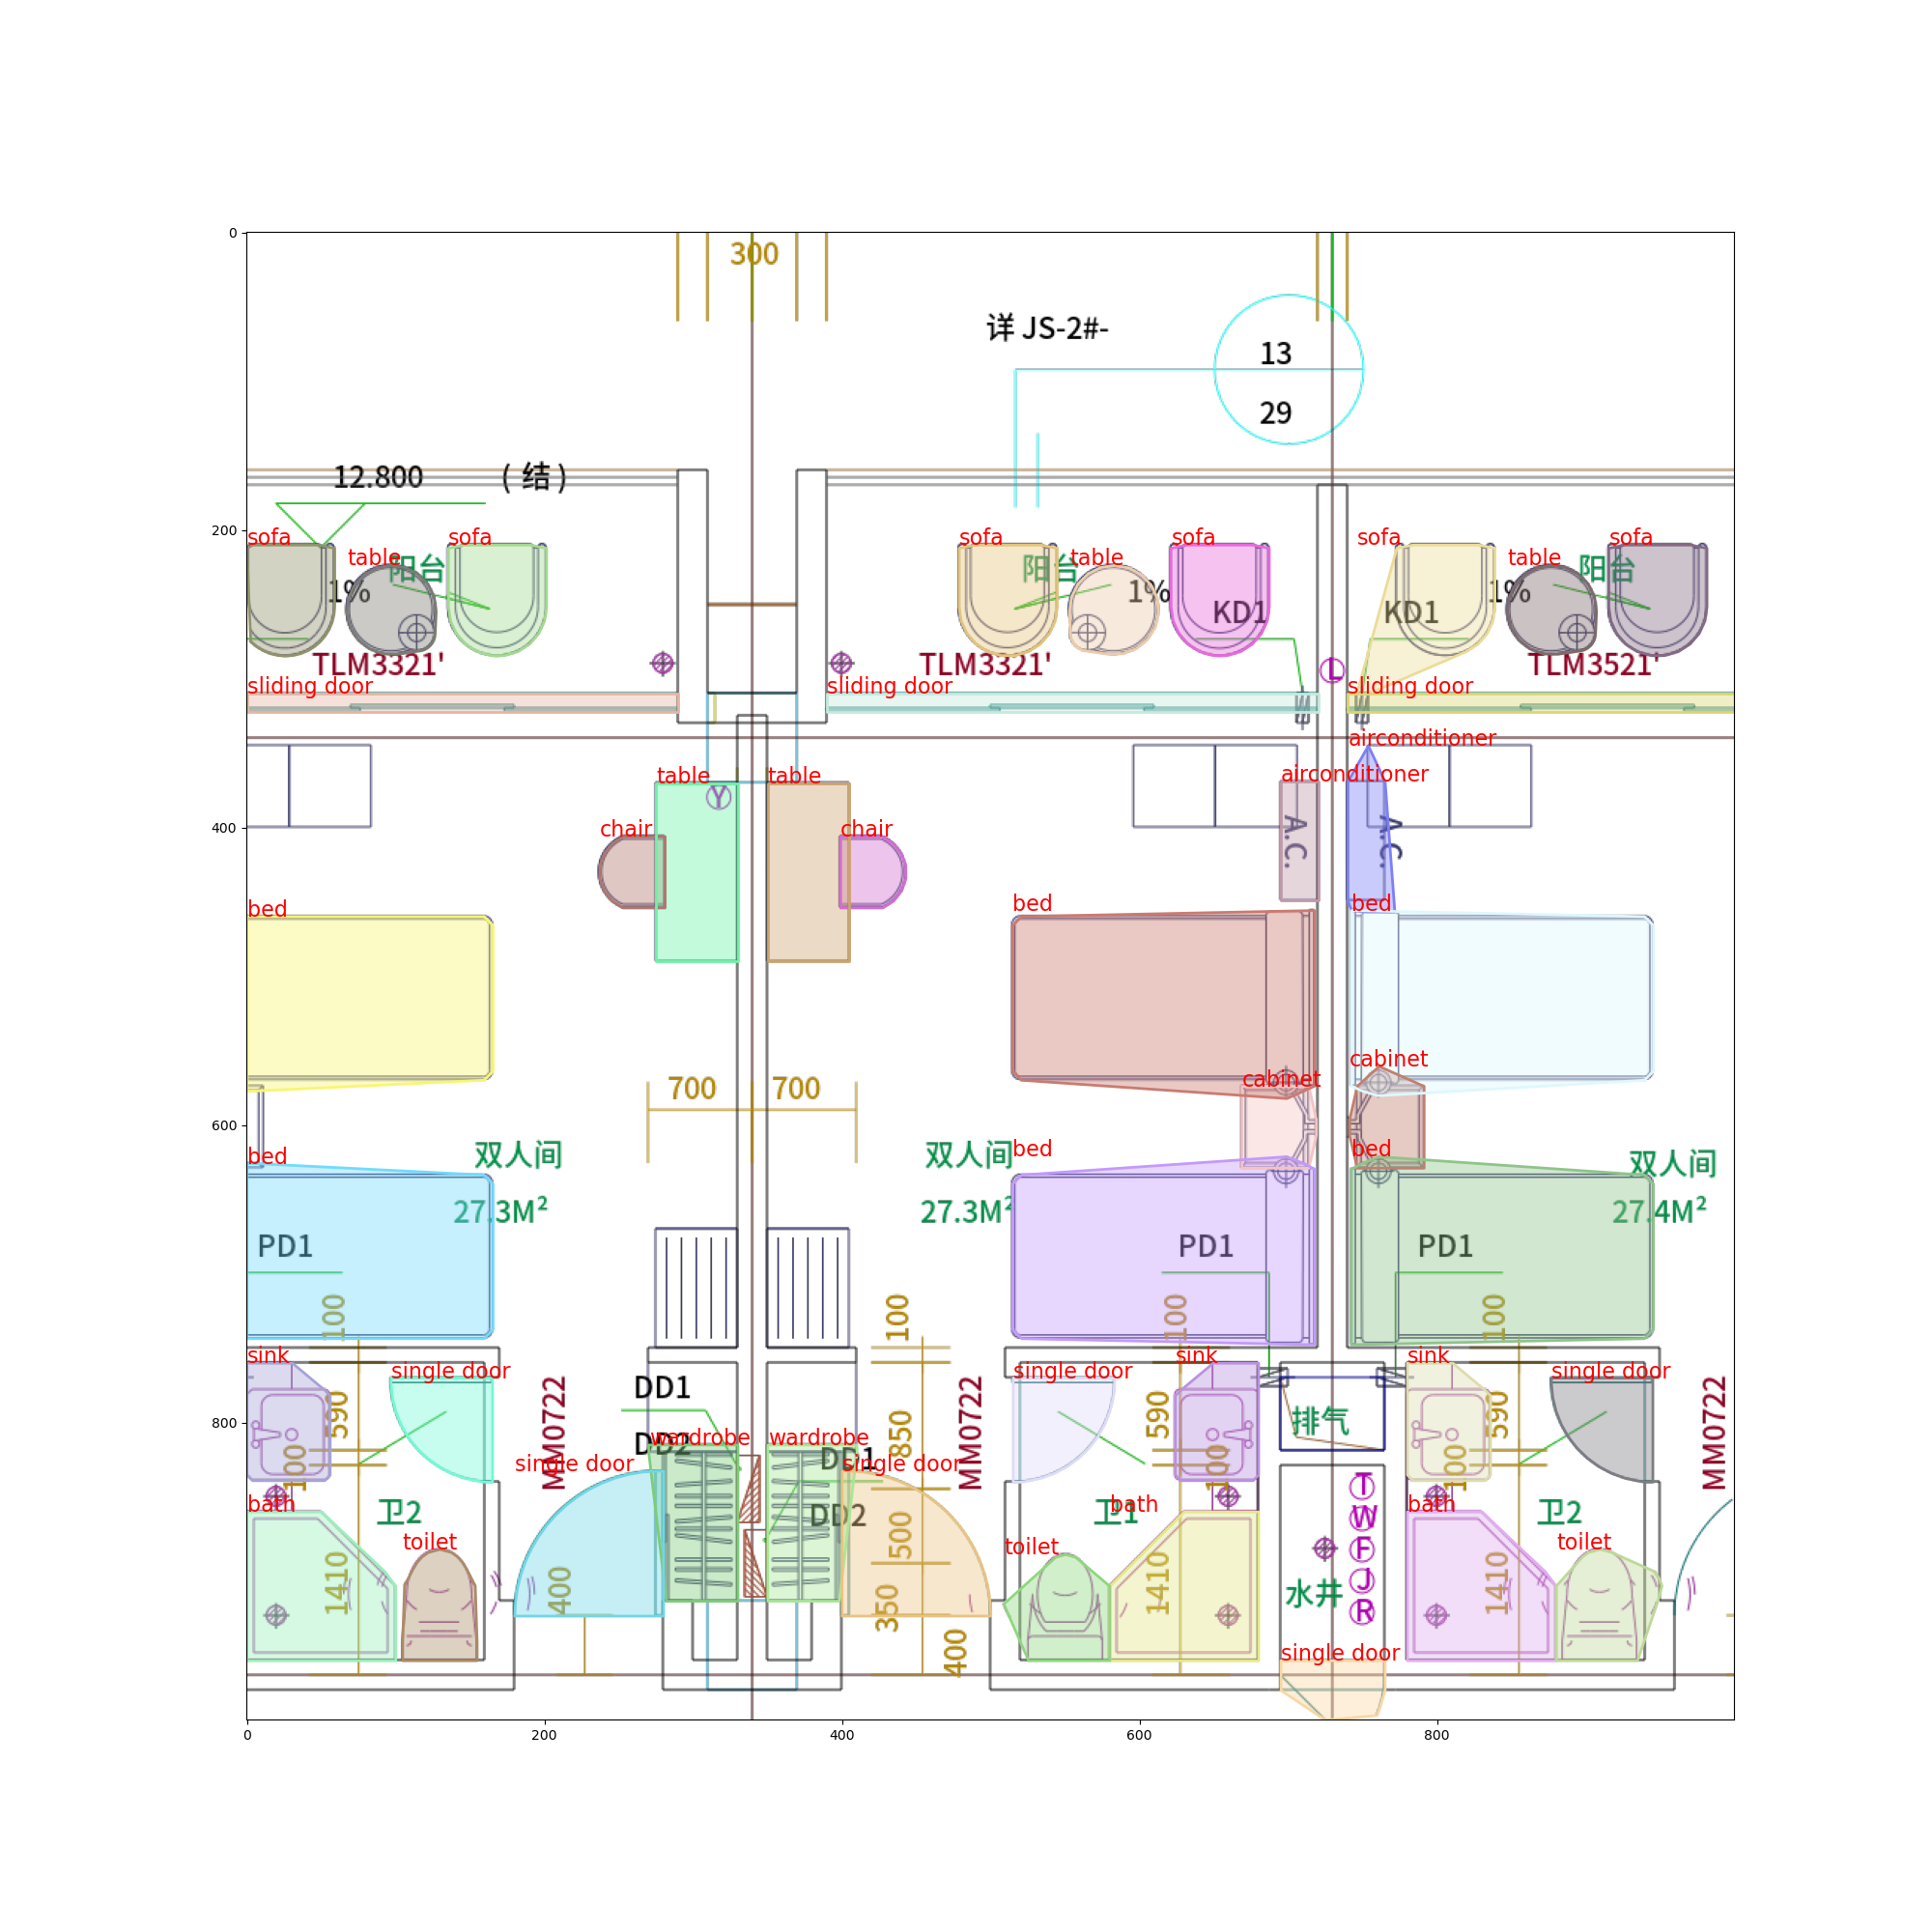 0
300
详 JS-2#-
13
29
12.800 ( 结 )
200
sofa
sofa
sofa
sofa
sofa
sofa
table
table
table
阳台
阳台
阳台
1%
1%
1%
KD1
KD1
TLM3321'
TLM3321'
TLM3521'
L
sliding door
sliding door
sliding door
airconditioner
airconditioner
table
table
Y
400
chair
chair
A.C.
A.C.
bed
bed
bed
cabinet
cabinet
700
700
600
bed
bed
bed
双人间
双人间
双人间
27.3M²
27.3M²
27.4M²
PD1
PD1
PD1
100
100
100
100
sink
sink
sink
single door
single door
single door
MM0722
MM0722
MM0722
DD1
DD2
800
590
850
590
590
排气
wardrobe
wardrobe
DD1
single door
single door
100
100
100
T
bath
bath
bath
卫2
DD2
卫1
W
卫2
500
toilet
toilet
toilet
F
1410
400
350
1410
水井
J
1410
R
400
single door
0
200
400
600
800